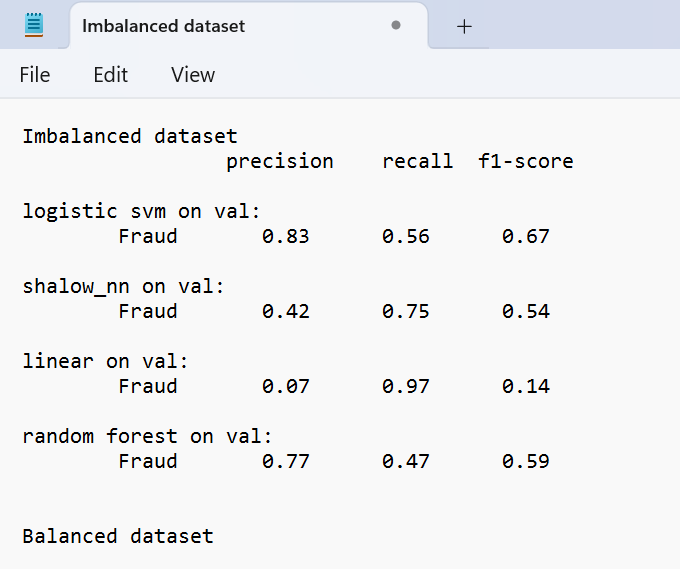 Imbalanced dataset
File Edit View
Imbalanced dataset
precision recall f1-score
logistic svm on val:
Fraud 0.83 0.56 0.67
shalow_nn on val:
Fraud 0.42 0.75 0.54
linear on val:
Fraud 0.07 0.97 0.14
random forest on val:
Fraud 0.77 0.47 0.59
Balanced dataset